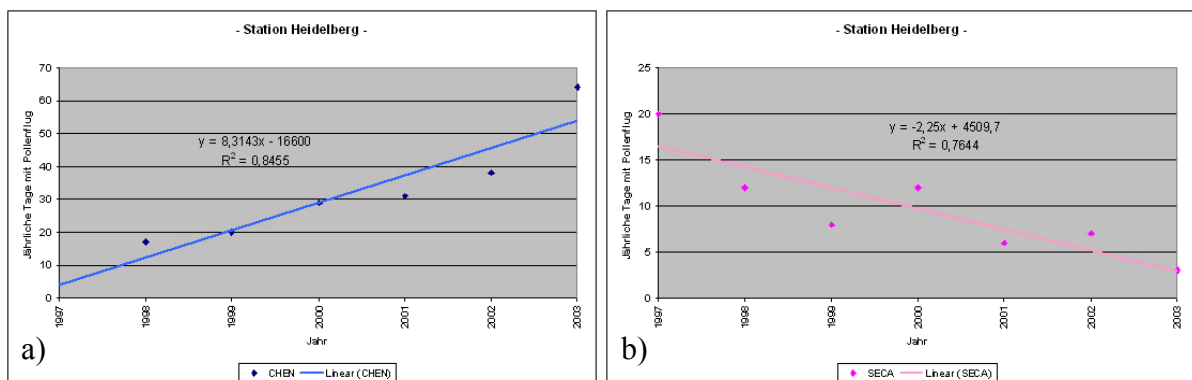 - Station Heidelberg -
Jährliche Tage mit Pollenflug
70
60
50
40
30
20
10
0
y = 8,3143x - 16600
R² = 0,8455
1997
1998
1999
2000
2001
2002
2003
Jahr
CHEN
Linear (CHEN)
a)
- Station Heidelberg -
Jährliche Tage mit Pollenflug
25
20
15
10
5
0
y = -2,25x + 4509,7
R² = 0,7644
1997
1998
1999
2000
2001
2002
2003
Jahr
SECA
Linear (SECA)
b)